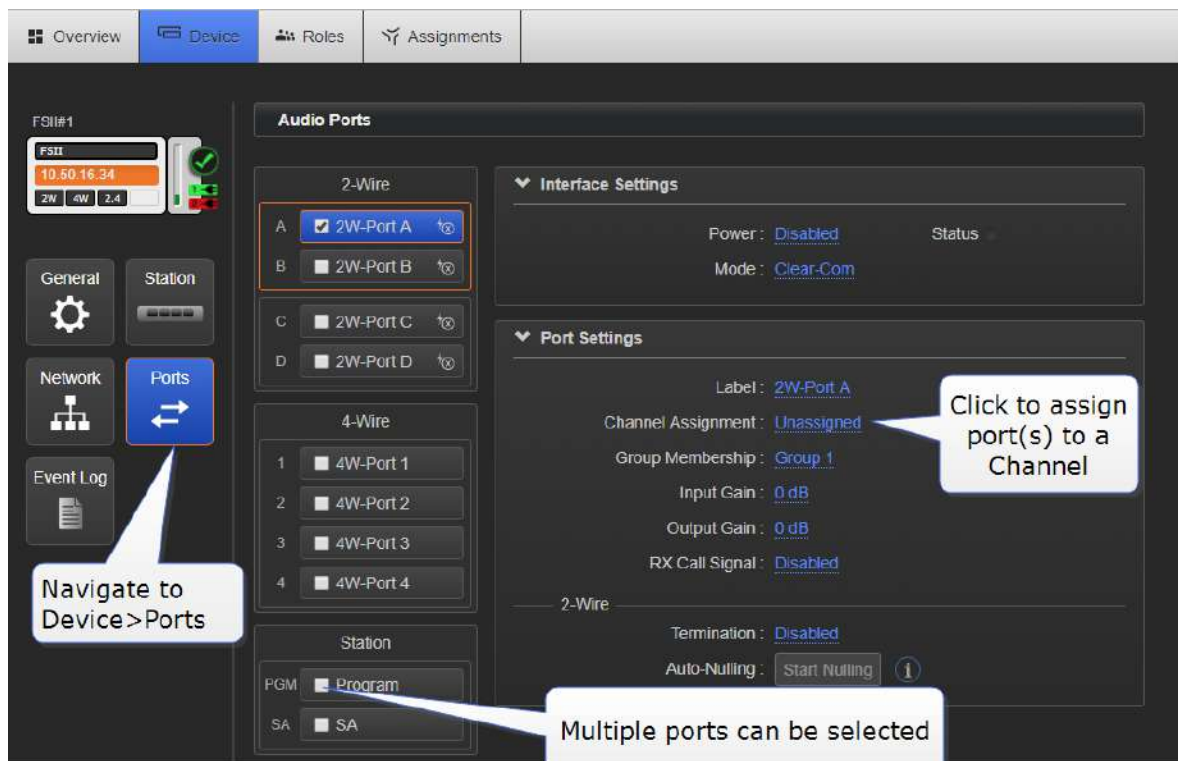 Overview
Device
Roles
Assignments
FSII#1
FSII
10.50.16.34
2W 4W 2.4
General
Station
Network
Ports
Event Log
Navigate to
Device>Ports
Audio Ports
2-Wire
A 2W-Port A
B 2W-Port B
C 2W-Port C
D 2W-Port D
4-Wire
1 4W-Port 1
2 4W-Port 2
3 4W-Port 3
4 4W-Port 4
Station
PGM Program
SA SA
Interface Settings
Power : Disabled Status
Mode : Clear-Com
Port Settings
Label : 2W-Port A
Channel Assignment : Unassigned
Group Membership : Group 1
Input Gain : 0 dB
Output Gain : 0 dB
RX Call Signal : Disabled
2-Wire
Termination : Disabled
Auto-Nulling : Start Nulling i
Click to assign
port(s) to a
Channel
Multiple ports can be selected